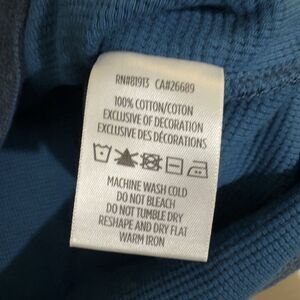 RN#81913 CA#26689
100% COTTON/COTON
EXCLUSIVE OF DECORATION
EXCLUSIVE DES DÉCORATIONS
MACHINE WASH COLD
DO NOT BLEACH
DO NOT TUMBLE DRY
RESHAPE AND DRY FLAT
WARM IRON